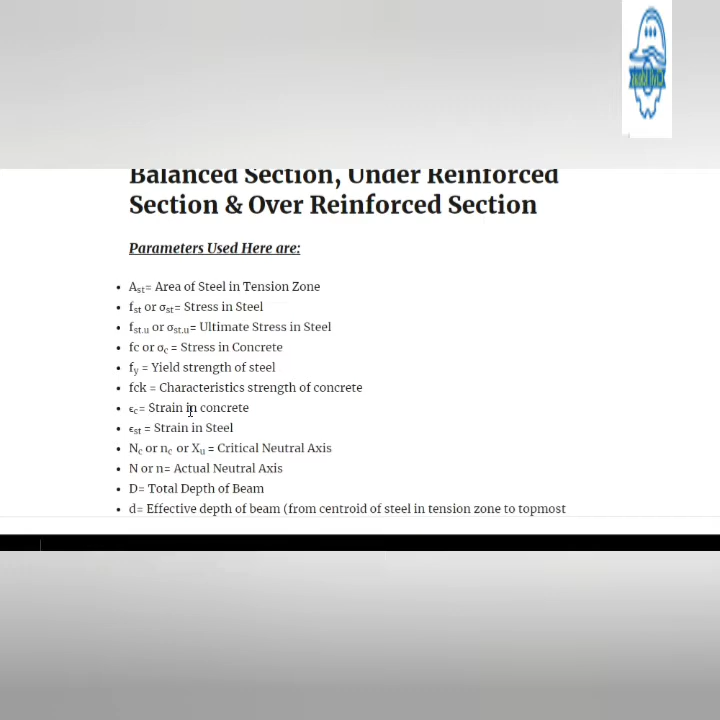 Balanced Section, Under Reinforced
Section & Over Reinforced Section
Parameters Used Here are:
• Ast= Area of Steel in Tension Zone
• fst or σst= Stress in Steel
• fst.u or σst.u= Ultimate Stress in Steel
• fc or σc = Stress in Concrete
• fy = Yield strength of steel
• fck = Characteristics strength of concrete
• ϵc= Strain in concrete
• ϵst = Strain in Steel
• Nc or nc or Xu = Critical Neutral Axis
• N or n= Actual Neutral Axis
• D= Total Depth of Beam
• d= Effective depth of beam (from centroid of steel in tension zone to topmost